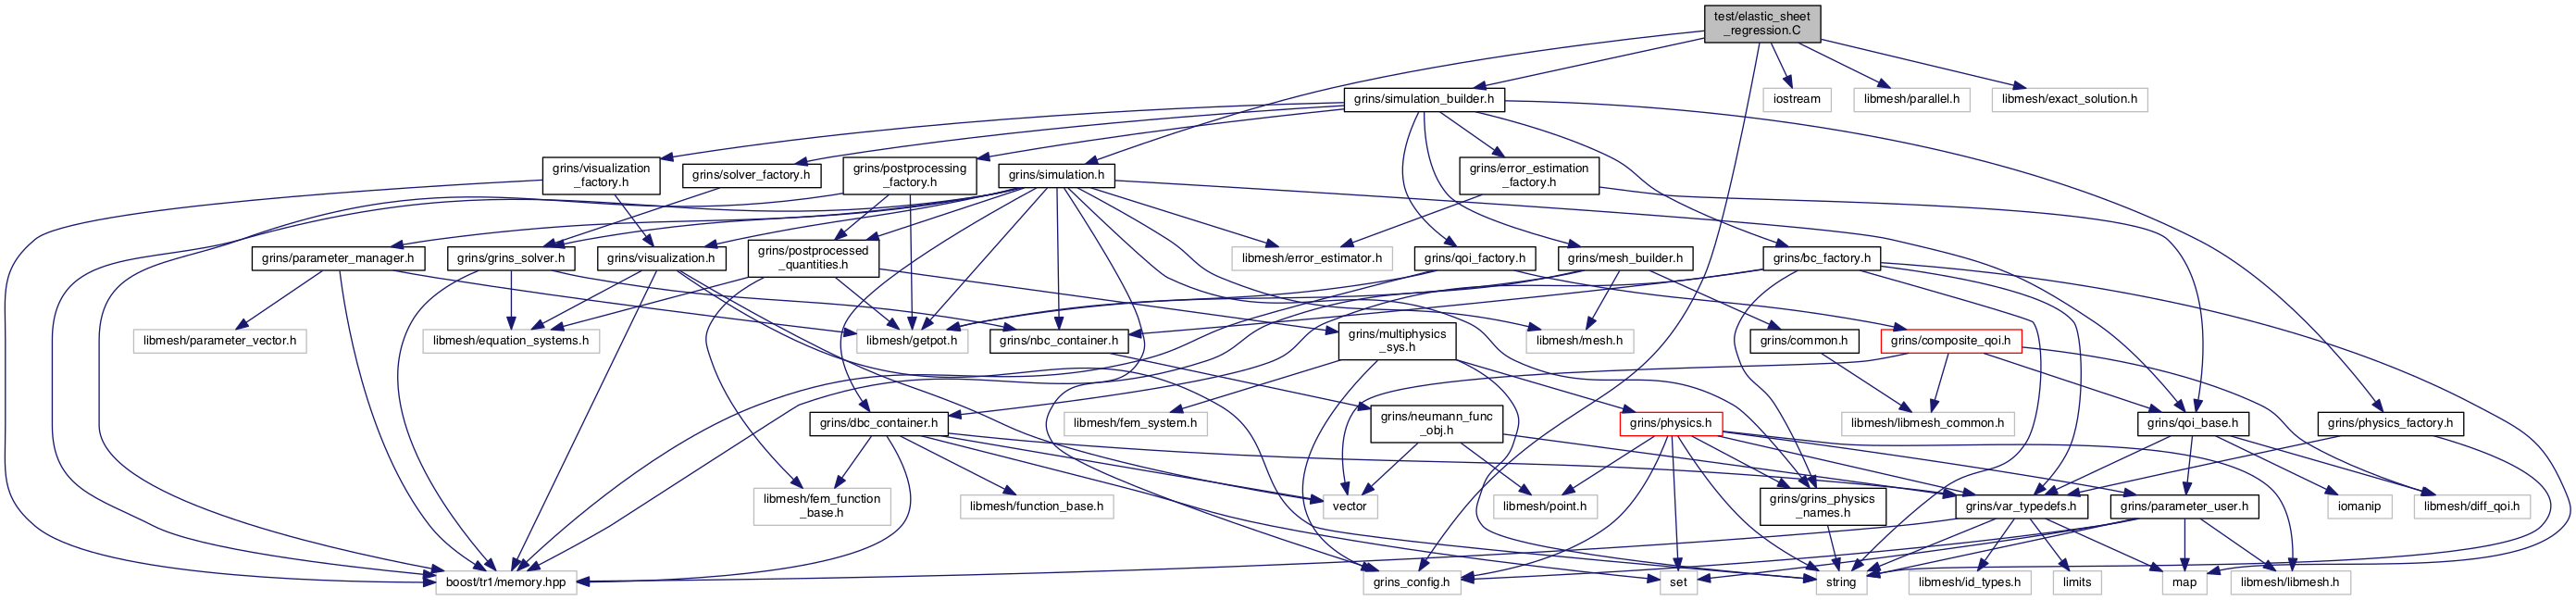 test/elastic_sheet
_regression.C
grins/simulation_builder.h
iostream
libmesh/parallel.h
libmesh/exact_solution.h
grins/visualization
_factory.h
grins/solver_factory.h
grins/postprocessing
_factory.h
grins/simulation.h
grins/error_estimation
_factory.h
grins/parameter_manager.h
grins/grins_solver.h
grins/visualization.h
grins/postprocessed
_quantities.h
libmesh/error_estimator.h
grins/qoi_factory.h
grins/mesh_builder.h
grins/bc_factory.h
libmesh/parameter_vector.h
libmesh/equation_systems.h
libmesh/getpot.h
grins/nbc_container.h
grins/multiphysics
_sys.h
libmesh/mesh.h
grins/common.h
grins/composite_qoi.h
grins/dbc_container.h
libmesh/fem_system.h
grins/neumann_func
_obj.h
grins/physics.h
libmesh/libmesh_common.h
grins/qoi_base.h
grins/physics_factory.h
libmesh/fem_function
_base.h
libmesh/function_base.h
vector
libmesh/point.h
grins/grins_physics
_names.h
grins/var_typedefs.h
grins/parameter_user.h
iomanip
libmesh/diff_qoi.h
boost/tr1/memory.hpp
grins_config.h
set
string
libmesh/id_types.h
limits
map
libmesh/libmesh.h